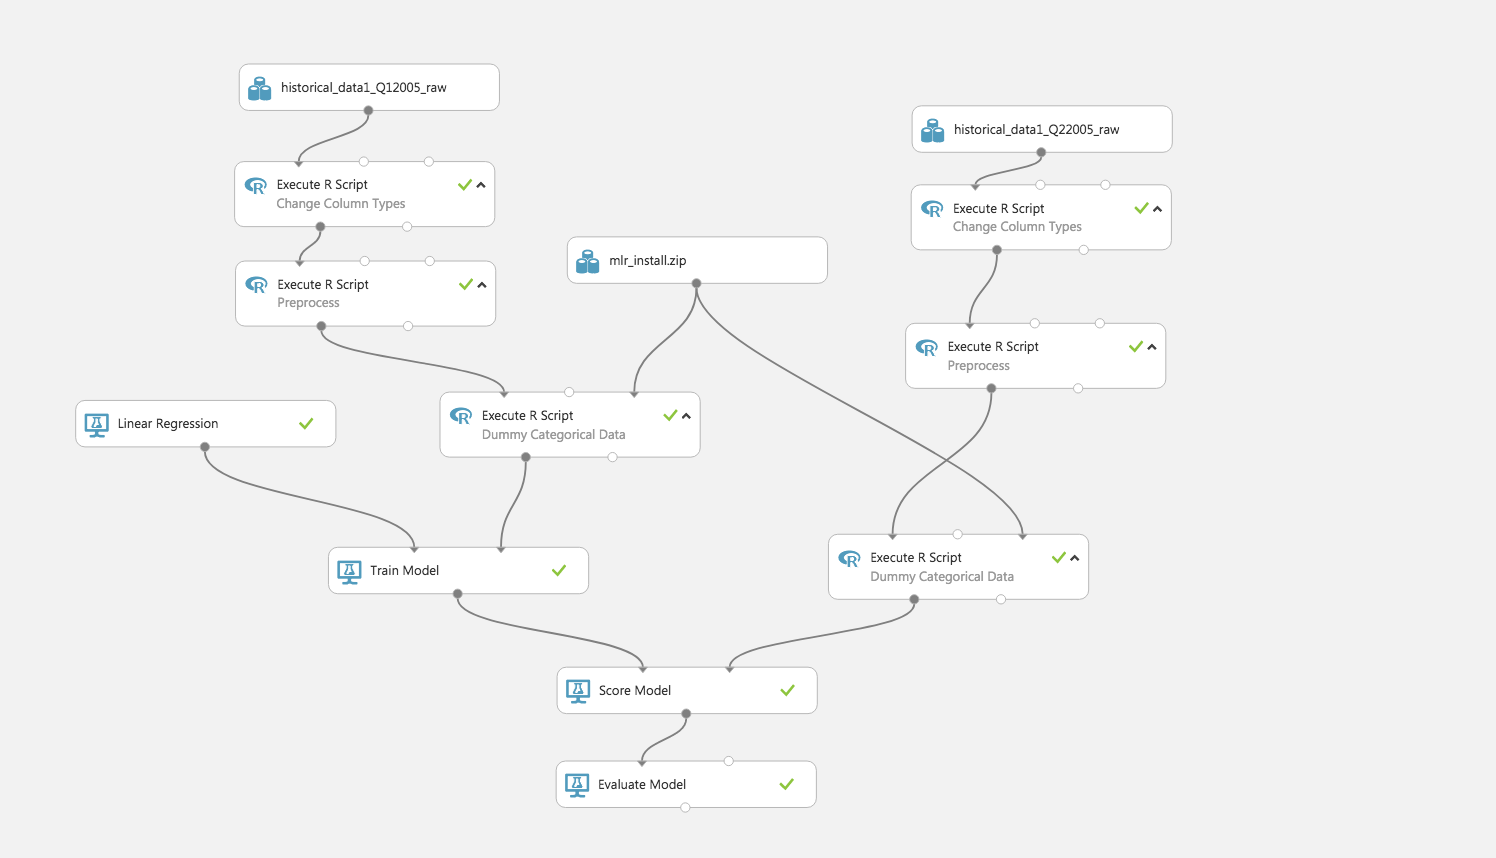 historical_data1_Q12005_raw
Execute R Script
Change Column Types
Execute R Script
Preprocess
mlr_install.zip
historical_data1_Q22005_raw
Execute R Script
Change Column Types
Execute R Script
Preprocess
Linear Regression
Execute R Script
Dummy Categorical Data
Train Model
Execute R Script
Dummy Categorical Data
Score Model
Evaluate Model